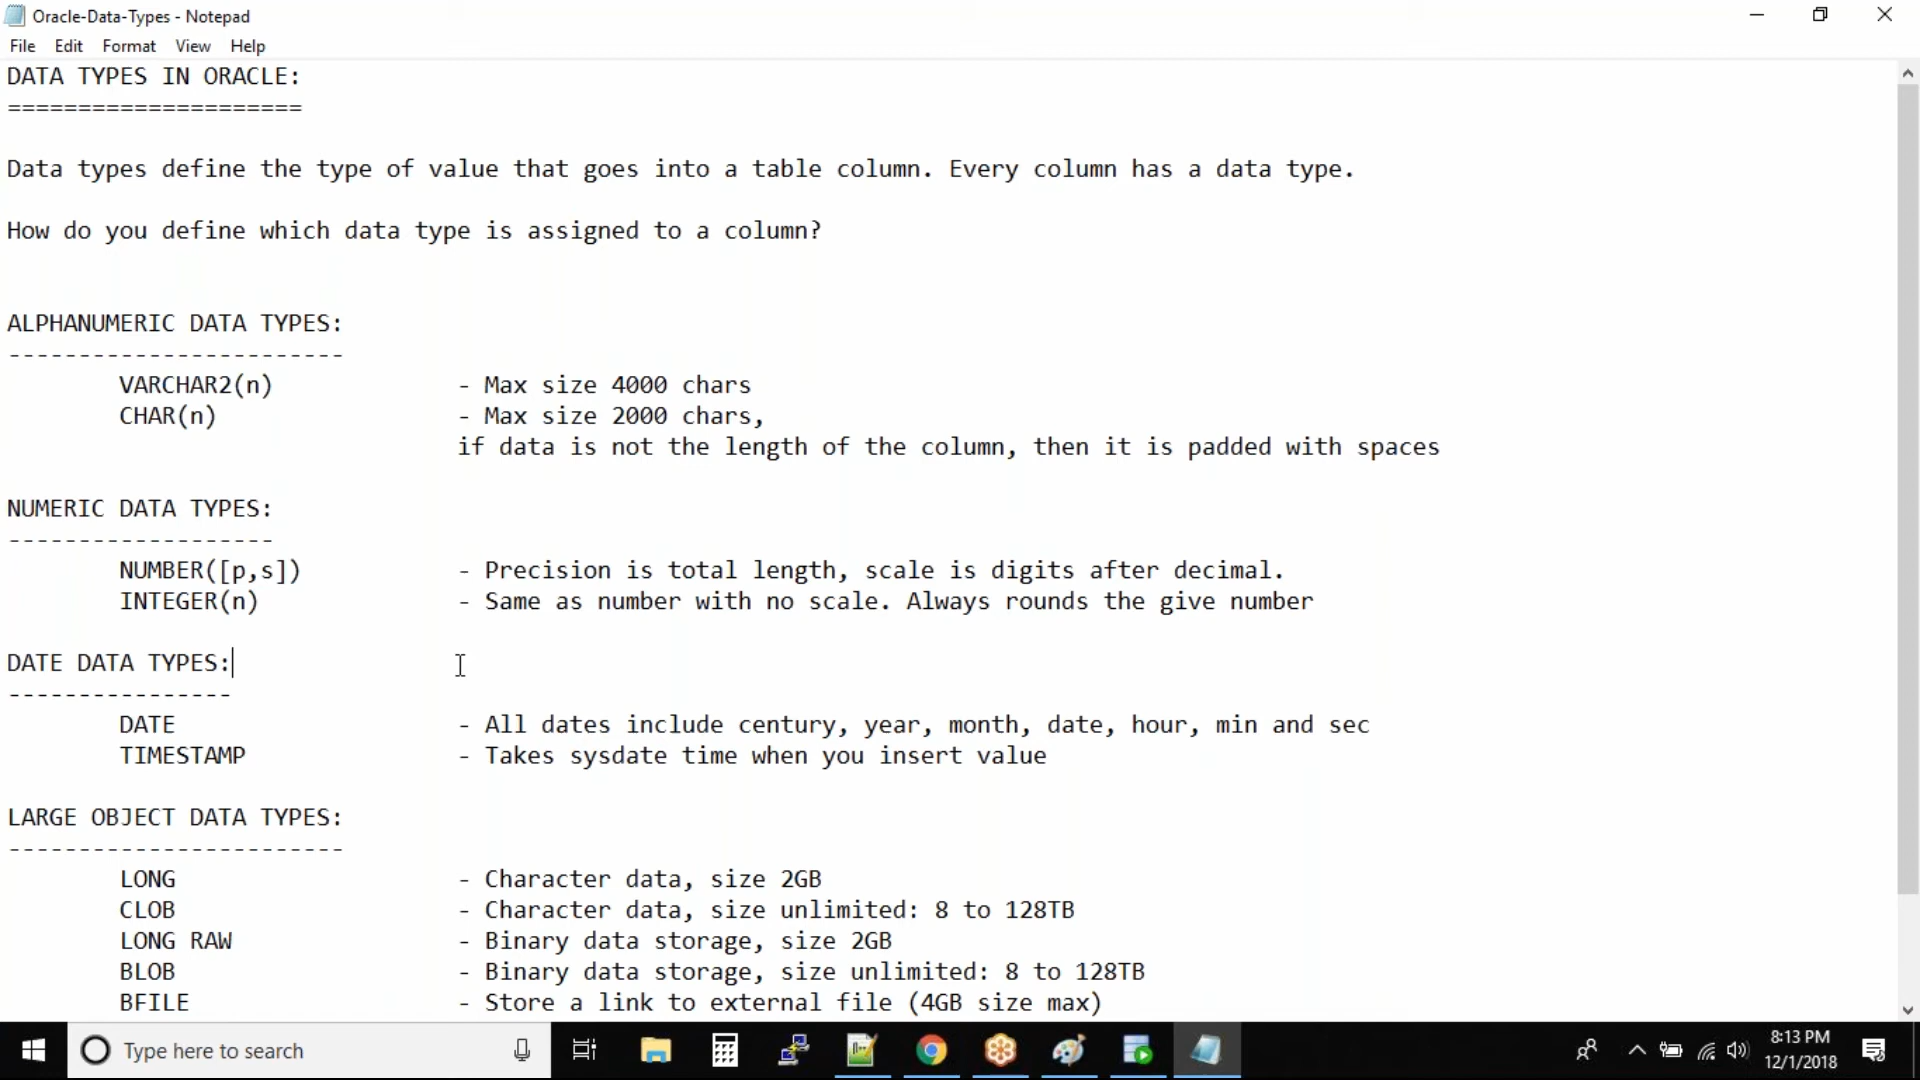 Oracle-Data-Types - Notepad
File Edit Format View Help
DATA TYPES IN ORACLE:
=====================
Data types define the type of value that goes into a table column. Every column has a data type.
How do you define which data type is assigned to a column?
ALPHANUMERIC DATA TYPES:
------------------------
VARCHAR2(n) - Max size 4000 chars
CHAR(n) - Max size 2000 chars,
if data is not the length of the column, then it is padded with spaces
NUMERIC DATA TYPES:
-------------------
NUMBER([p,s]) - Precision is total length, scale is digits after decimal.
INTEGER(n) - Same as number with no scale. Always rounds the give number
DATE DATA TYPES:
----------------
DATE - All dates include century, year, month, date, hour, min and sec
TIMESTAMP - Takes sysdate time when you insert value
LARGE OBJECT DATA TYPES:
------------------------
LONG - Character data, size 2GB
CLOB - Character data, size unlimited: 8 to 128TB
LONG RAW - Binary data storage, size 2GB
BLOB - Binary data storage, size unlimited: 8 to 128TB
BFILE - Store a link to external file (4GB size max)
Type here to search
8:13 PM
12/1/2018